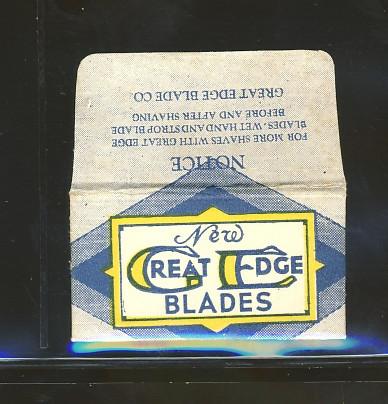 NOTICE
FOR MORE SHAVES WITH GREAT EDGE
BLADES, WET HAND AND STROP BLADE
BEFORE AND AFTER SHAVING
GREAT EDGE BLADE CO
New
GREAT EDGE
BLADES